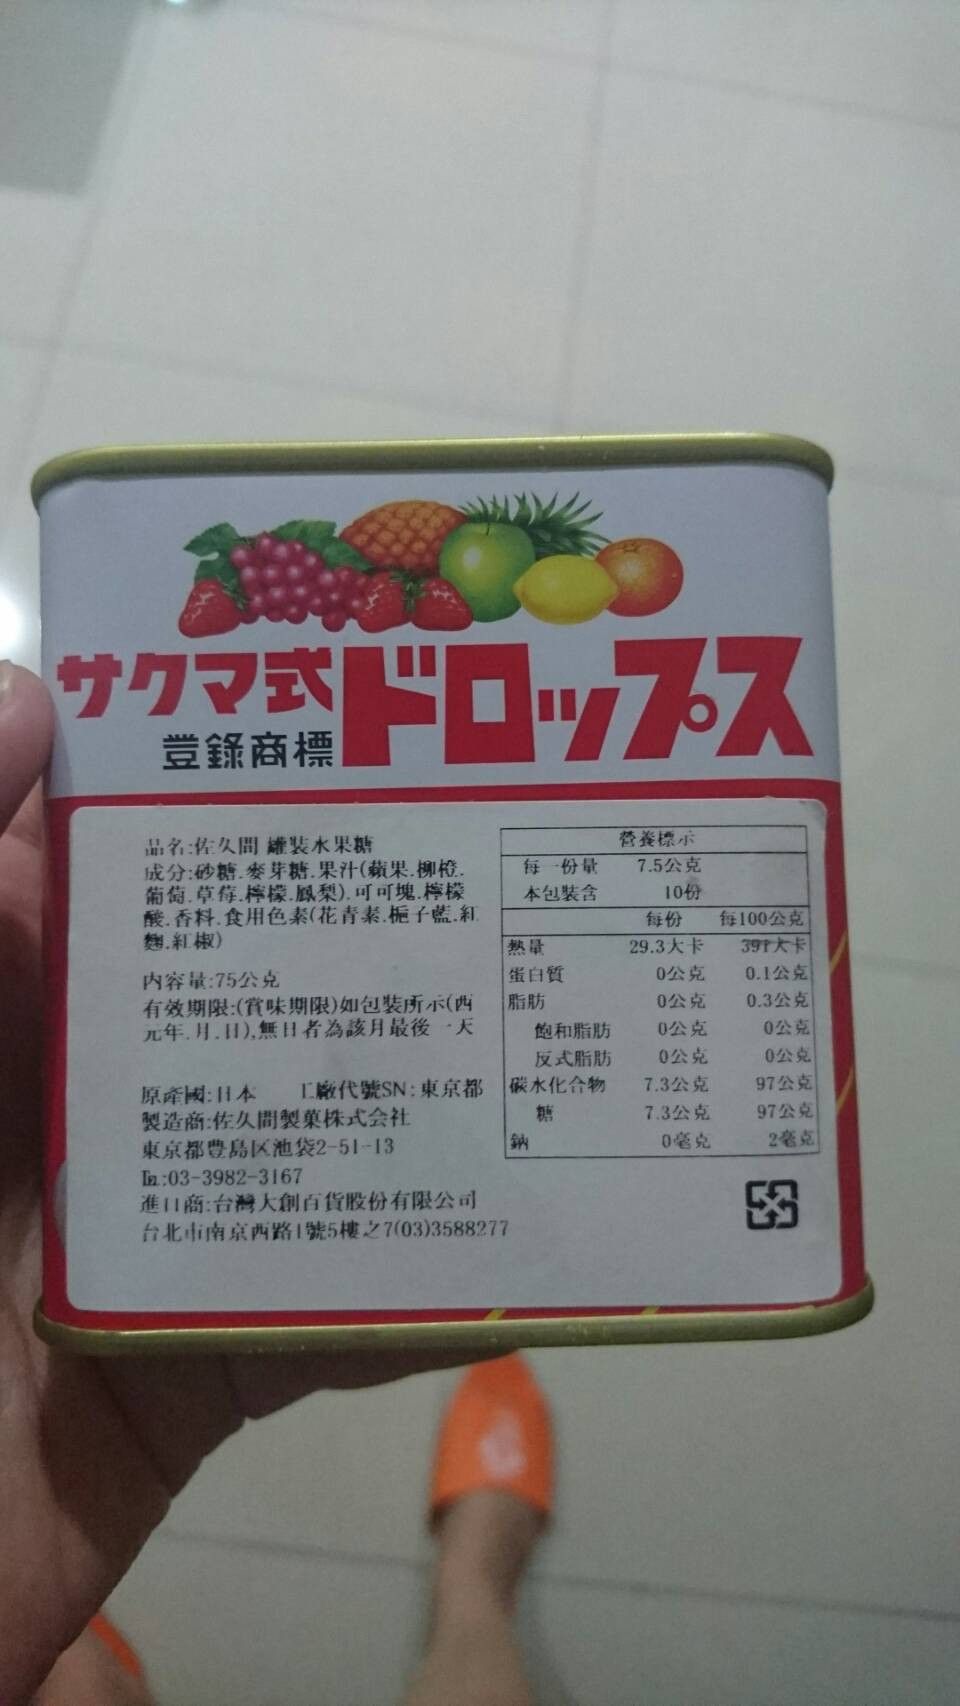 サクマ式ドロップス
登録商標
品名:佐久間 罐裝水果糖
成分:砂糖.麥芽糖.果汁(蘋果.柳橙.
葡萄.草莓.檸檬.鳳梨).可可塊.檸檬
酸.香料.食用色素(花青素.梔子藍.紅
麴.紅椒)
內容量:75公克
有效期限:(賞味期限)如包裝所示(西
元年.月.日),無日者為該月最後一天
原產國:日本 工廠代號SN:東京都
製造商:佐久間製菓株式会社
東京都豊島区池袋2-51-13
℡:03-3982-3167
進口商:台灣大創百貨股份有限公司
台北市南京西路1號5樓之7(03)3588277
營養標示
每一份量 7.5公克
本包裝含 10份
每份 每100公克
熱量 29.3大卡 391大卡
蛋白質 0公克 0.1公克
脂肪 0公克 0.3公克
飽和脂肪 0公克 0公克
反式脂肪 0公克 0公克
碳水化合物 7.3公克 97公克
糖 7.3公克 97公克
鈉 0毫克 2毫克